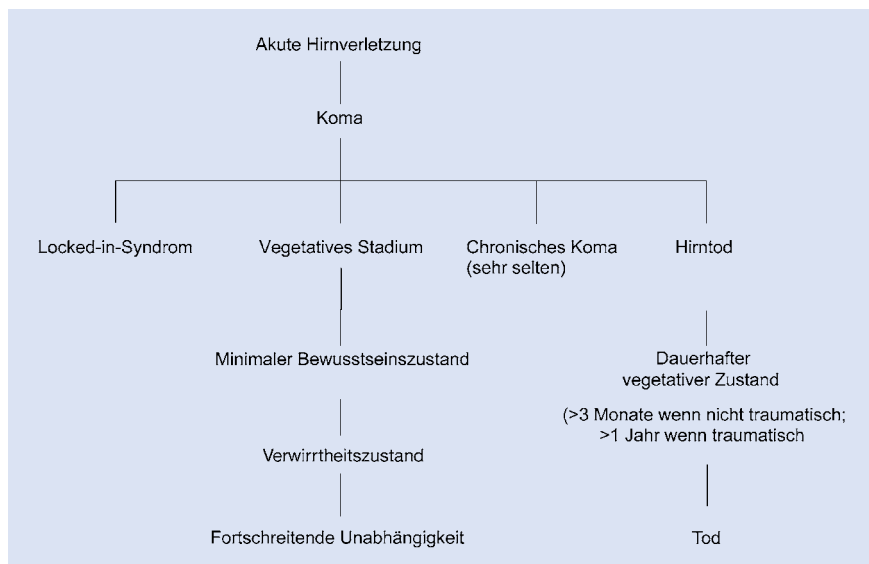 Akute Hirnverletzung
Koma
Locked-in-Syndrom
Vegetatives Stadium
Chronisches Koma
(sehr selten)
Hirntod
Minimaler Bewusstseinszustand
Dauerhafter
vegetativer Zustand
(>3 Monate wenn nicht traumatisch;
>1 Jahr wenn traumatisch
Verwirrtheitszustand
Fortschreitende Unabhängigkeit
Tod